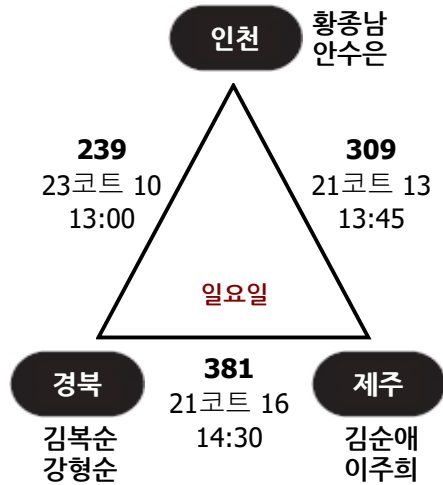 인천
황종남
안수은
239
23코트 10
13:00
309
21코트 13
13:45
일요일
경북
김복순
강형순
381
21코트 16
14:30
제주
김순애
이주희